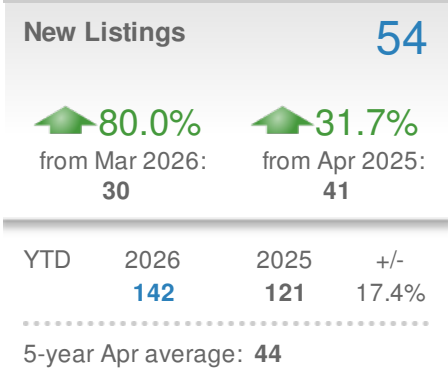 New Listings 54
80.0% 31.7%
from Mar 2026: from Apr 2025:
30 41
YTD 2026 2025 +/-
142 121 17.4%
5-year Apr average: 44